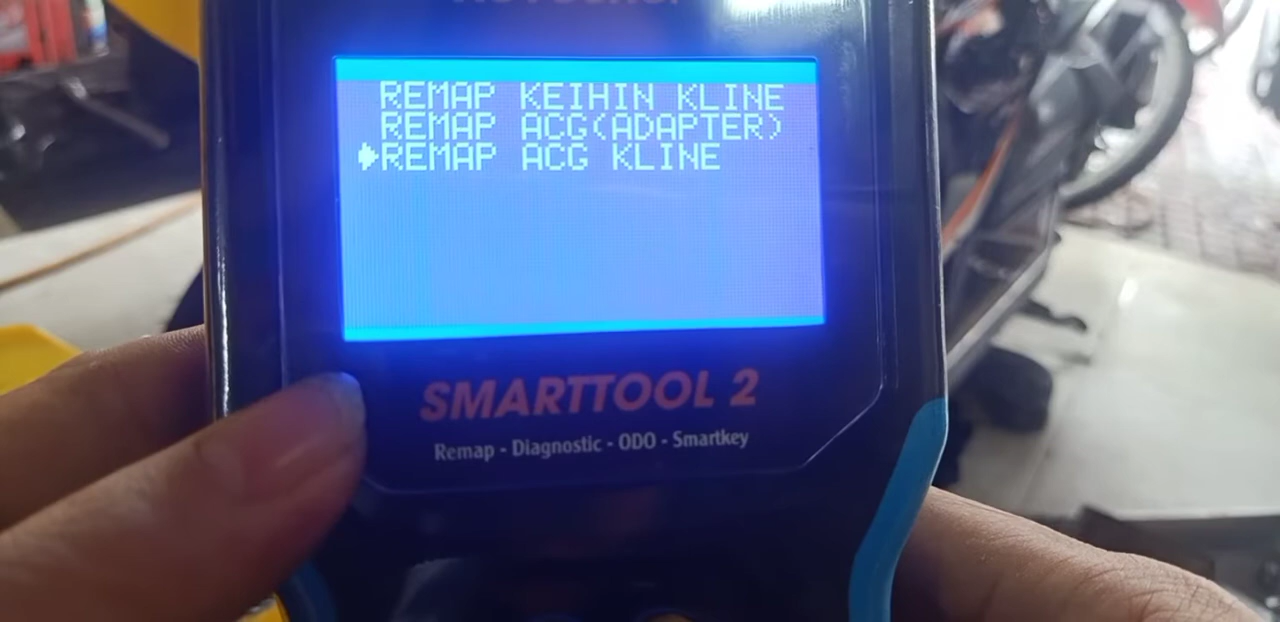 REMAP KEIHIN KLINE
REMAP ACG(ADAPTER)
REMAP ACG KLINE
SMARTTOOL 2
Remap - Diagnostic - ODO - Smartkey